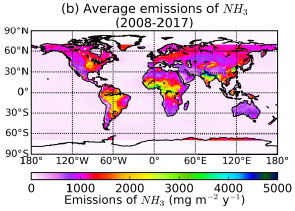 (b) Average emissions of NH₃
(2008-2017)
90°N
60°N
30°N
0°
30°S
60°S
90°S
180° 120°W 60°W 0° 60°E 120°E 180°
0 1000 2000 3000 4000 5000
Emissions of NH₃ (mg m⁻² y⁻¹)